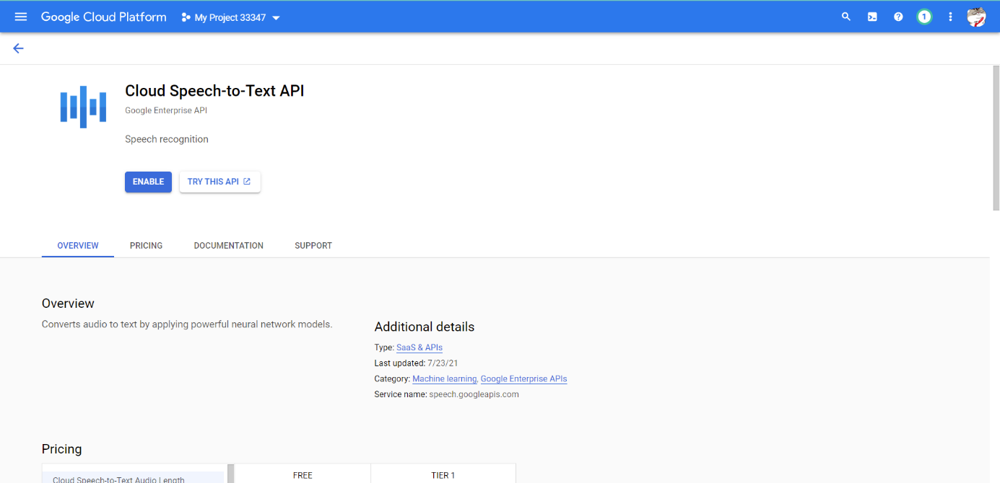 Google Cloud Platform My Project 33347 1
Cloud Speech-to-Text API
Google Enterprise API
Speech recognition
ENABLE TRY THIS API
OVERVIEW PRICING DOCUMENTATION SUPPORT
Overview
Converts audio to text by applying powerful neural network models.
Additional details
Type: SaaS & APIs
Last updated: 7/23/21
Category: Machine learning, Google Enterprise APIs
Service name: speech.googleapis.com
Pricing
Cloud Speech-to-Text Audio Length FREE TIER 1